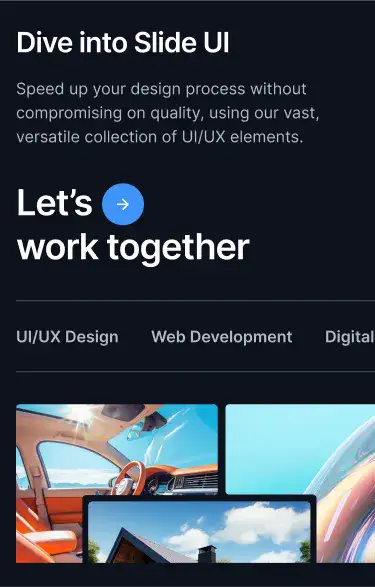 Dive into Slide UI
Speed up your design process without
compromising on quality, using our vast,
versatile collection of UI/UX elements.
Let’s
work together
UI/UX Design Web Development Digital